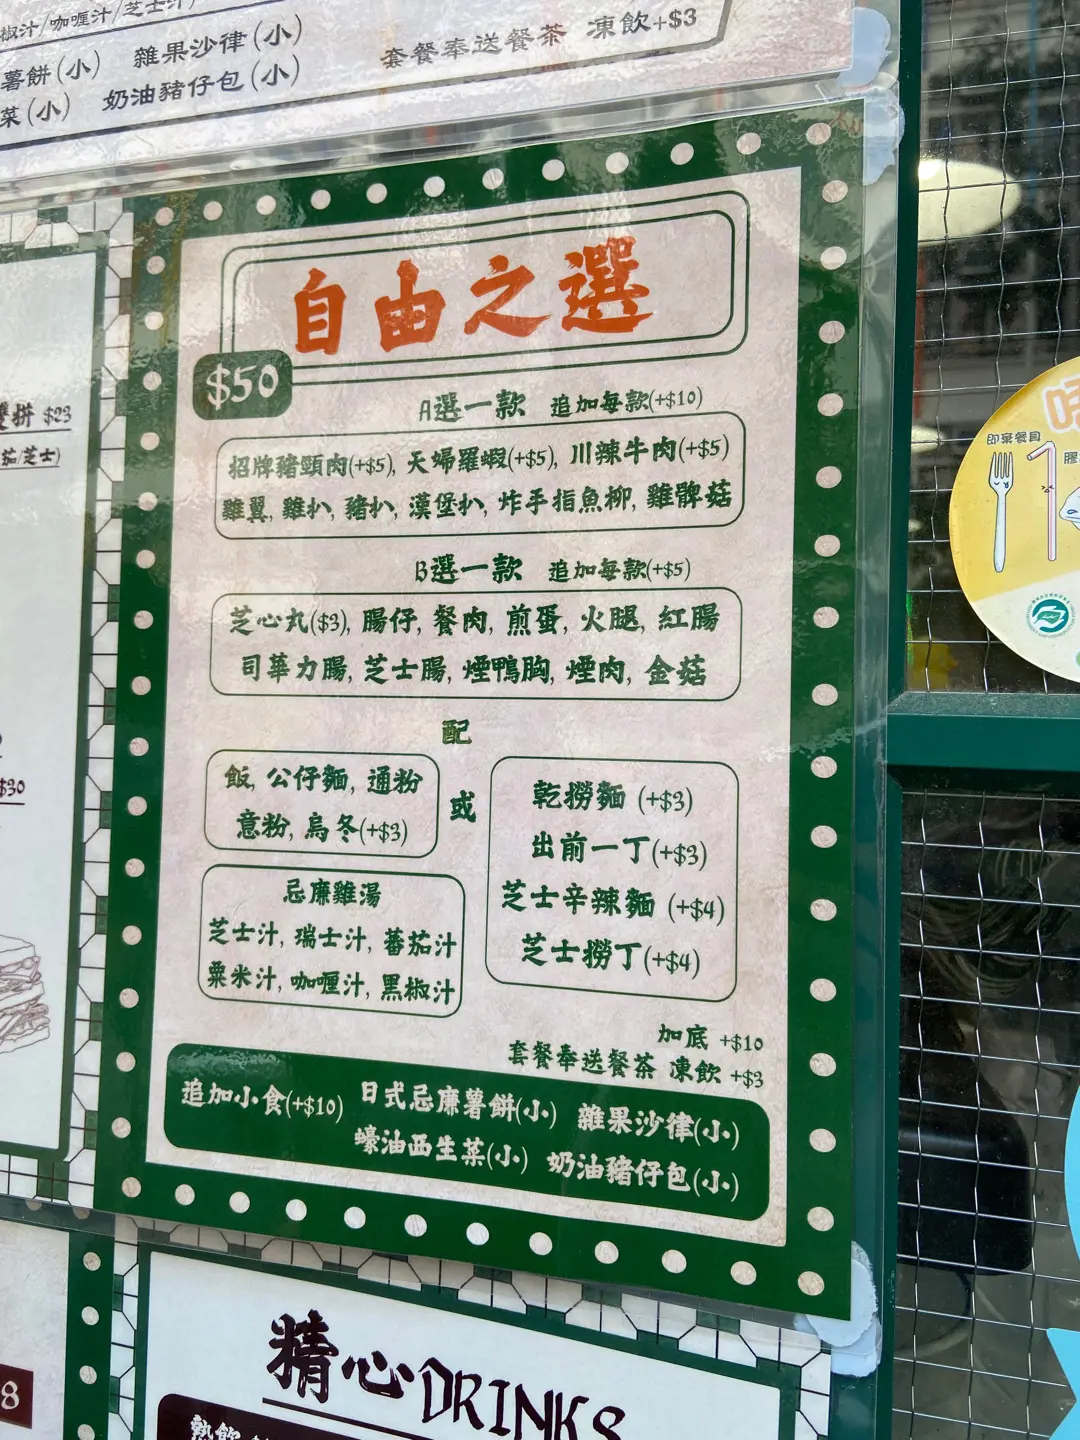 椒汁/咖喱汁/芝士汁/
薯餅(小) 雜果沙律(小)
菜(小) 奶油豬仔包(小)
套餐奉送餐茶 凍飲+$3
自由之選
$50
A選一款 追加每款(+$10)
招牌豬頸肉(+$5), 天婦羅蝦(+$5), 川辣牛肉(+$5)
雞翼, 雞扒, 豬扒, 漢堡扒, 炸手指魚柳, 雞髀菇
B選一款 追加每款(+$5)
芝心丸($3), 腸仔, 餐肉, 煎蛋, 火腿, 紅腸
司華力腸, 芝士腸, 煙鴨胸, 煙肉, 金菇
配
飯, 公仔麵, 通粉
意粉, 烏冬(+$3)
或
乾撈麵 (+$3)
出前一丁(+$3)
芝士辛辣麵 (+$4)
芝士撈丁(+$4)
忌廉雞湯
芝士汁, 瑞士汁, 蕃茄汁
粟米汁, 咖喱汁, 黑椒汁
加底 +$10
套餐奉送餐茶 凍飲 +$3
追加小食(+$10) 日式忌廉薯餅(小) 雜果沙律(小)
蠔油西生菜(小) 奶油豬仔包(小)
雙拼 $23
茄/芝士)
$30
8
精心DRINKS
熱飲
即棄餐具
膠